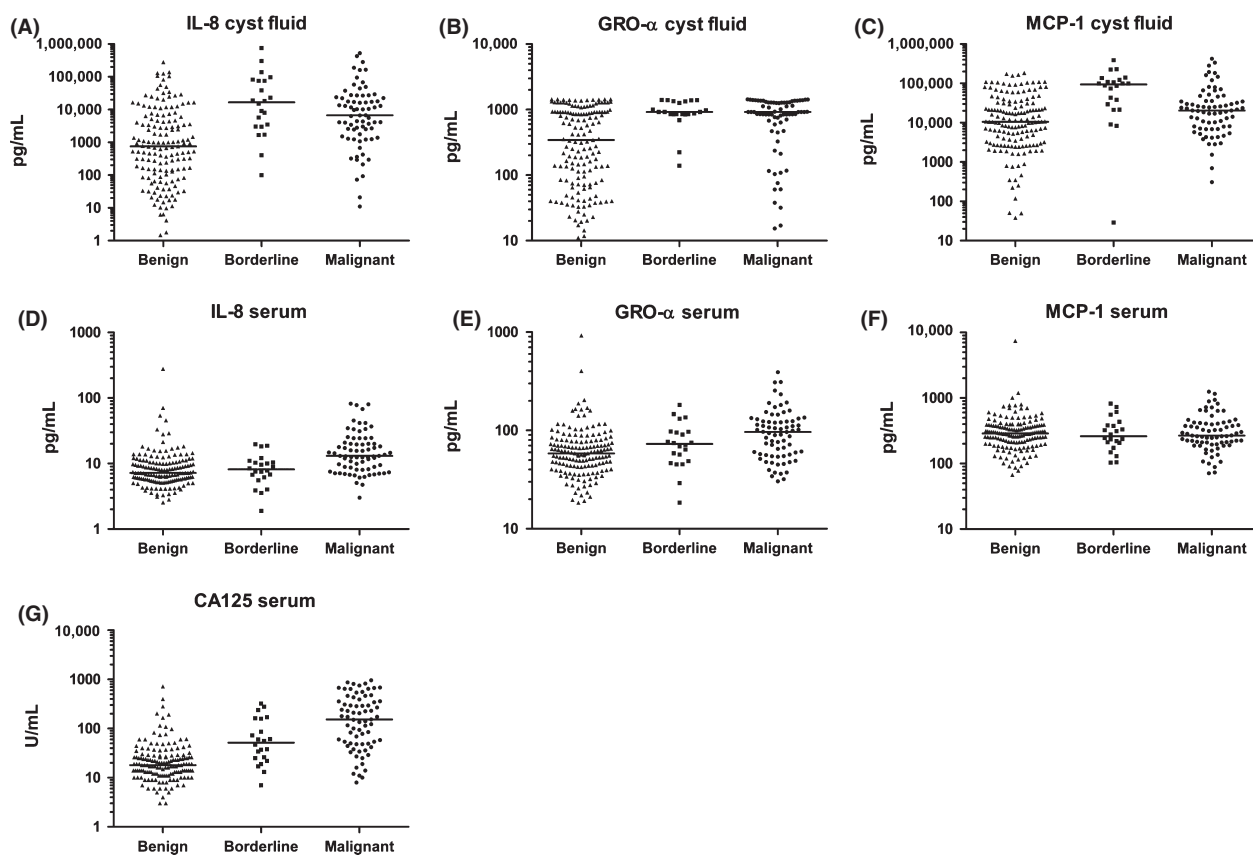 (A)
IL-8 cyst fluid
1,000,000
100,000
10,000
1000
100
10
1
pg/mL
Benign Borderline Malignant
(B)
GRO-α cyst fluid
10,000
1000
100
10
pg/mL
Benign Borderline Malignant
(C)
MCP-1 cyst fluid
1,000,000
100,000
10,000
1000
100
10
pg/mL
Benign Borderline Malignant
(D)
IL-8 serum
1000
100
10
1
pg/mL
Benign Borderline Malignant
(E)
GRO-α serum
1000
100
10
pg/mL
Benign Borderline Malignant
(F)
MCP-1 serum
10,000
1000
100
10
pg/mL
Benign Borderline Malignant
(G)
CA125 serum
10,000
1000
100
10
1
U/mL
Benign Borderline Malignant